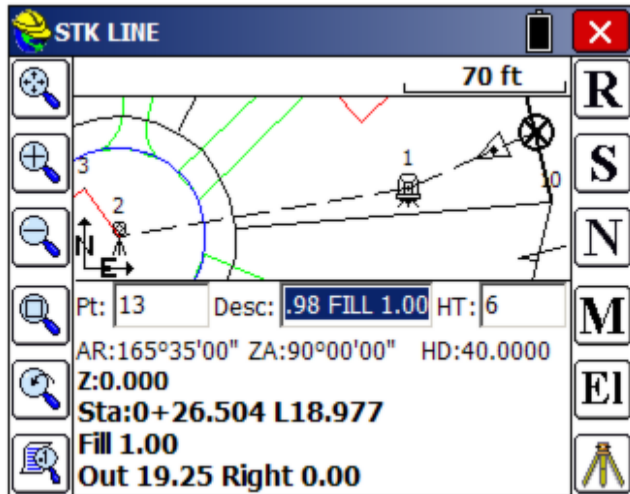 STK LINE
70 ft
R
S
N
M
El
3
2
1
10
N
E
Pt: 13 Desc: .98 FILL 1.00 HT: 6
AR:165°35'00" ZA:90°00'00" HD:40.0000
Z:0.000
Sta:0+26.504 L18.977
Fill 1.00
Out 19.25 Right 0.00